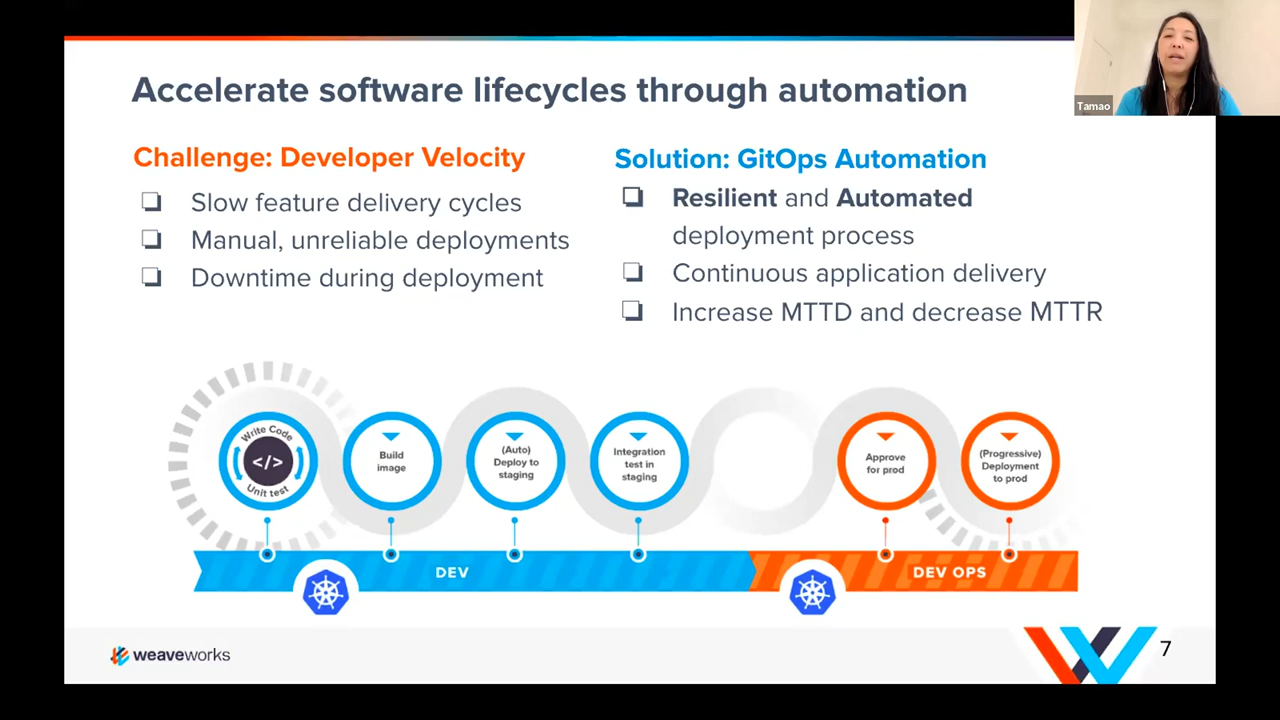 Tamao
Accelerate software lifecycles through automation
Challenge: Developer Velocity
Slow feature delivery cycles
Manual, unreliable deployments
Downtime during deployment
Solution: GitOps Automation
Resilient and Automated
deployment process
Continuous application delivery
Increase MTTD and decrease MTTR
Write Code
</>
Unit test
Build
image
(Auto)
Deploy to
staging
Integration
test in
staging
Approve
for prod
(Progressive)
Deployment
to prod
DEV
DEV OPS
weaveworks
7